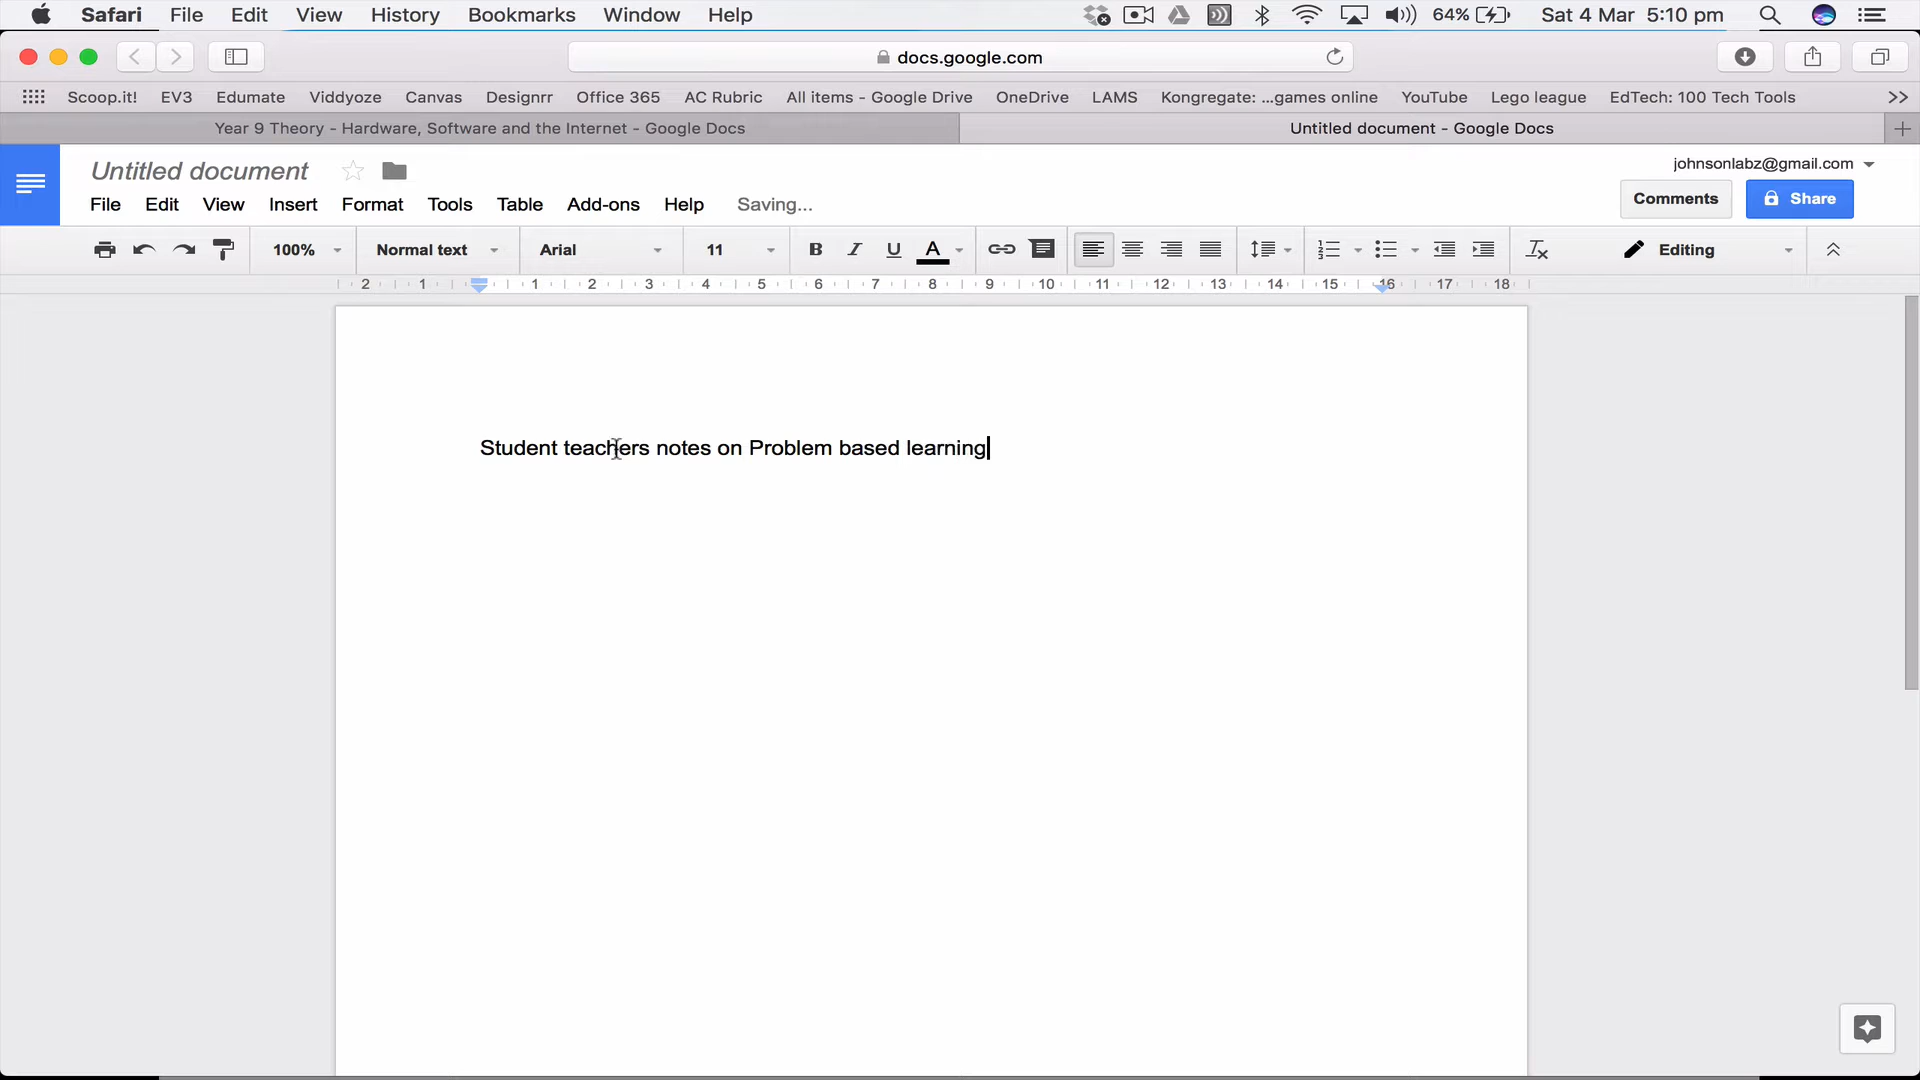 Safari File Edit View History Bookmarks Window Help 64% Sat 4 Mar 5:10 pm
docs.google.com
Scoop.it! EV3 Edumate Viddyoze Canvas Designrr Office 365 AC Rubric All items - Google Drive OneDrive LAMS Kongregate: ...games online YouTube Lego league EdTech: 100 Tech Tools >>
Year 9 Theory - Hardware, Software and the Internet - Google Docs Untitled document - Google Docs
Untitled document johnsonlabz@gmail.com
File Edit View Insert Format Tools Table Add-ons Help Saving... Comments Share
100% Normal text Arial 11 B I U A Editing
2 1 1 2 3 4 5 6 7 8 9 10 11 12 13 14 15 16 17 18
Student teachers notes on Problem based learning